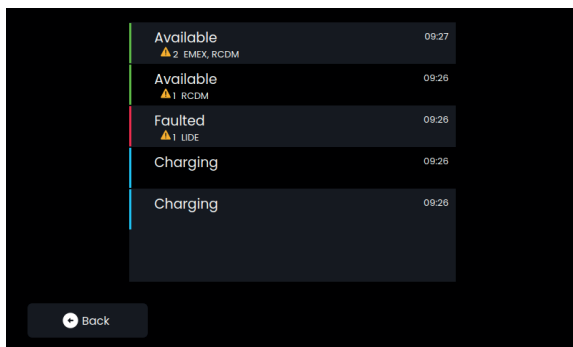 Available 09:27
2 EMEX, RCDM
Available 09:26
1 RCDM
Faulted 09:26
1 LIDE
Charging 09:26
Charging 09:26
Back